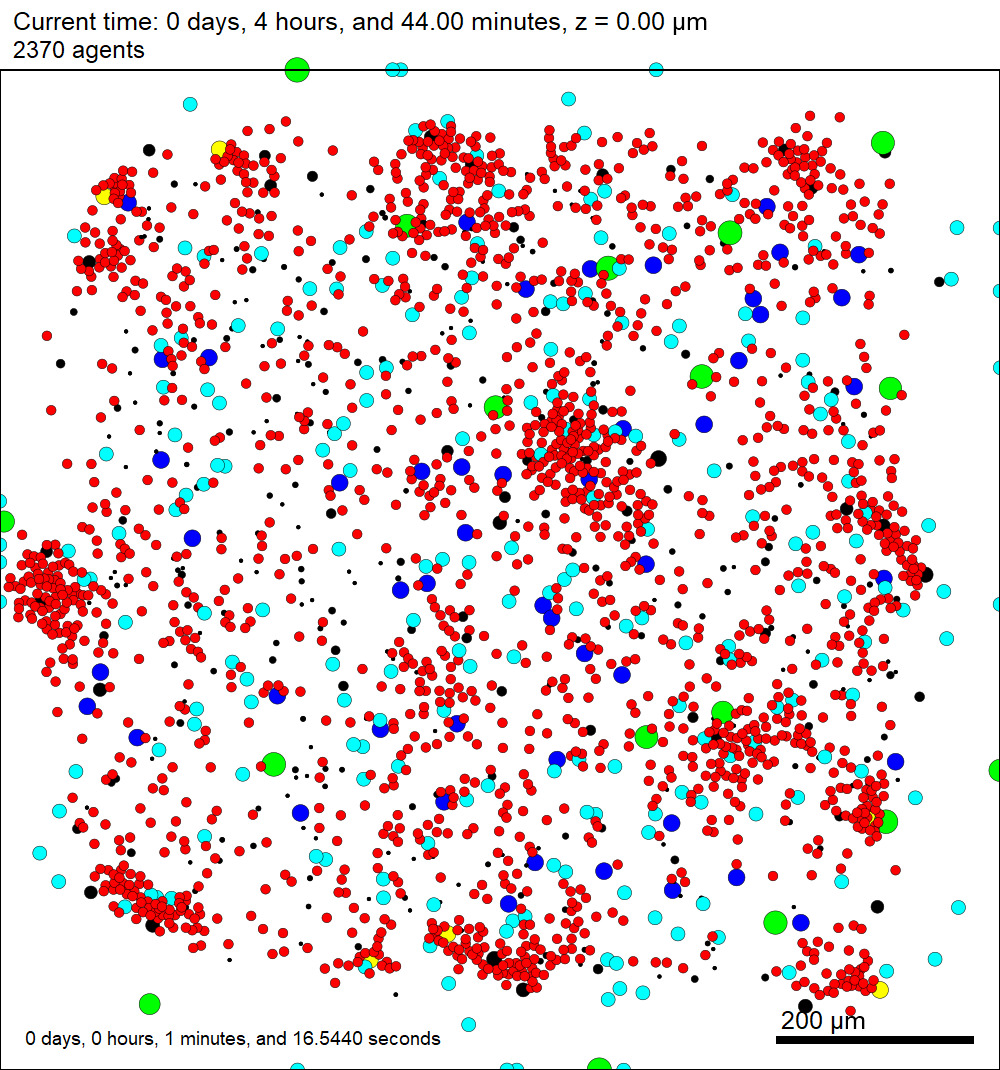 Current time: 0 days, 4 hours, and 44.00 minutes, z = 0.00 µm
2370 agents
200 µm
0 days, 0 hours, 1 minutes, and 16.5440 seconds